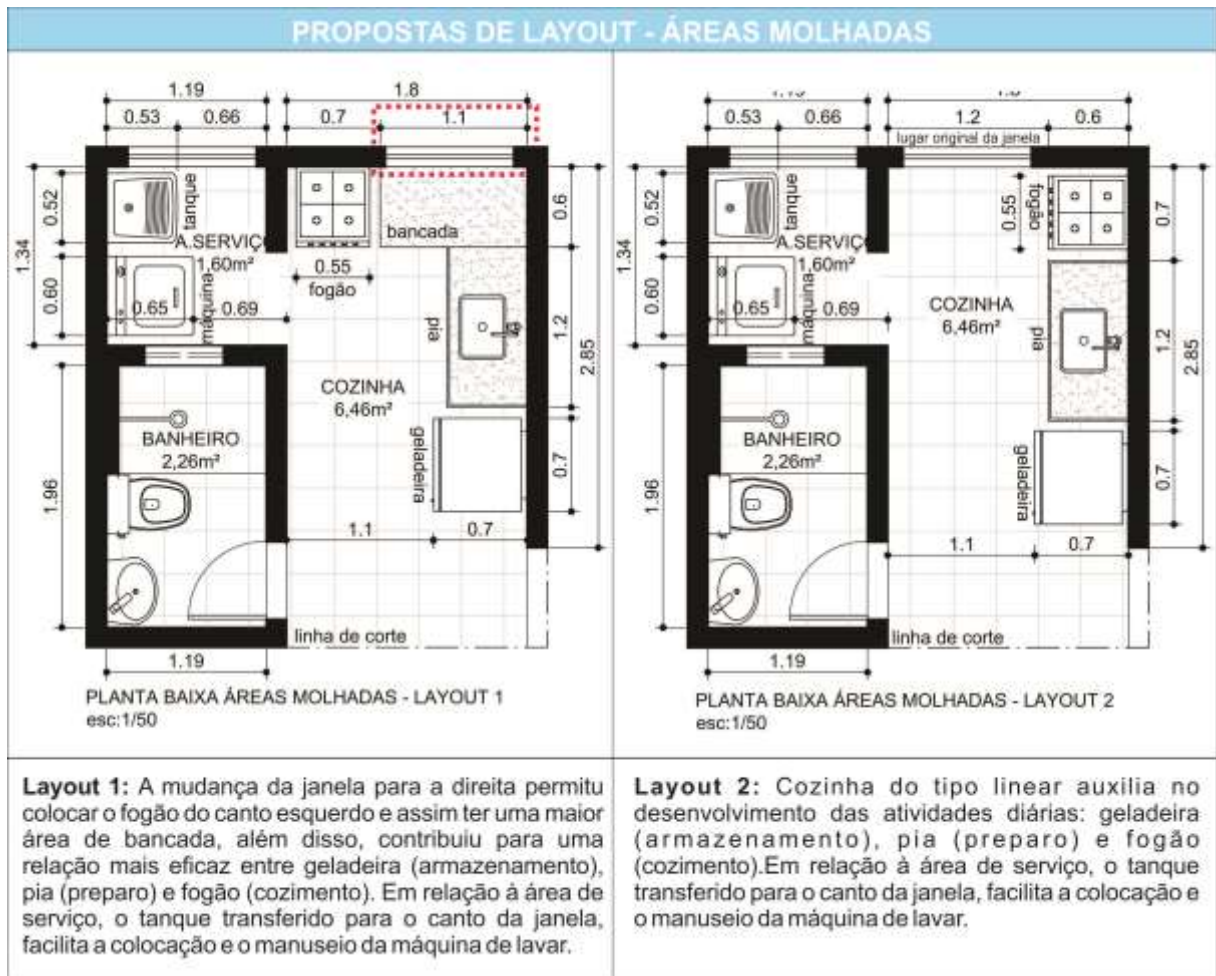 PROPOSTAS DE LAYOUT - ÁREAS MOLHADAS
1.19
1.8
0.53
0.66
0.7
1.1
tanque
0.52
1.34
0.60
A.SERVIÇO
1,60m²
bancada
0.6
0.55
fogão
0.65
máquina
0.69
pia
1.2
2.85
COZINHA
6,46m²
BANHEIRO
2,26m²
geladeira
0.7
1.96
1.1
0.7
linha de corte
1.19
PLANTA BAIXA ÁREAS MOLHADAS - LAYOUT 1
esc:1/50
0.53
0.66
1.2
0.6
lugar original da janela
tanque
0.52
1.34
0.60
A.SERVIÇO
1,60m²
0.55
fogão
0.7
0.65
máquina
0.69
COZINHA
6,46m²
pia
1.2
2.85
BANHEIRO
2,26m²
geladeira
0.7
1.96
1.1
0.7
linha de corte
1.19
PLANTA BAIXA ÁREAS MOLHADAS - LAYOUT 2
esc:1/50
Layout 1: A mudança da janela para a direita permitu
colocar o fogão do canto esquerdo e assim ter uma maior
área de bancada, além disso, contribuiu para uma
relação mais eficaz entre geladeira (armazenamento),
pia (preparo) e fogão (cozimento). Em relação à área de
serviço, o tanque transferido para o canto da janela,
facilita a colocação e o manuseio da máquina de lavar.
Layout 2: Cozinha do tipo linear auxilia no
desenvolvimento das atividades diárias: geladeira
(armazenamento), pia (preparo) e fogão
(cozimento).Em relação à área de serviço, o tanque
transferido para o canto da janela, facilita a colocação e
o manuseio da máquina de lavar.